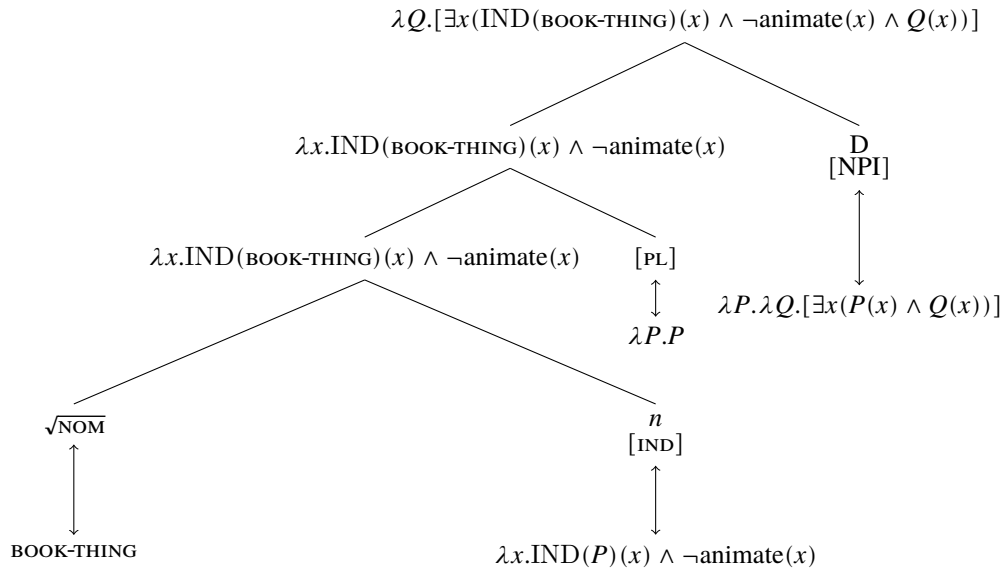 λQ.[∃x(IND(BOOK-THING)(x) ∧ ¬animate(x) ∧ Q(x))]
λx.IND(BOOK-THING)(x) ∧ ¬animate(x)
D
[NPI]
λx.IND(BOOK-THING)(x) ∧ ¬animate(x)
[PL]
λP.λQ.[∃x(P(x) ∧ Q(x))]
λP.P
√NOM
n
[IND]
BOOK-THING
λx.IND(P)(x) ∧ ¬animate(x)